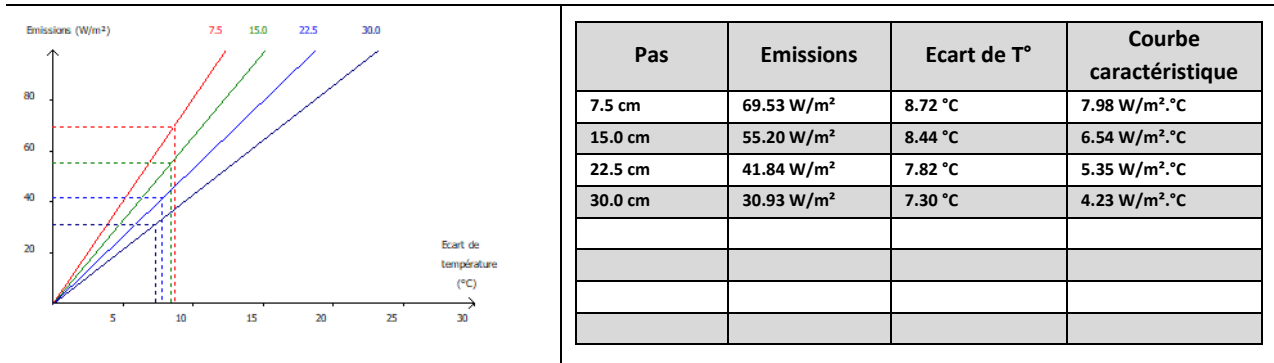 Emissions (W/m²)
7.5 15.0 22.5 30.0
80
60
40
20
Ecart de
température
(°C)
5 10 15 20 25 30
Pas Emissions Ecart de T° Courbe caractéristique
7.5 cm 69.53 W/m² 8.72 °C 7.98 W/m².°C
15.0 cm 55.20 W/m² 8.44 °C 6.54 W/m².°C
22.5 cm 41.84 W/m² 7.82 °C 5.35 W/m².°C
30.0 cm 30.93 W/m² 7.30 °C 4.23 W/m².°C